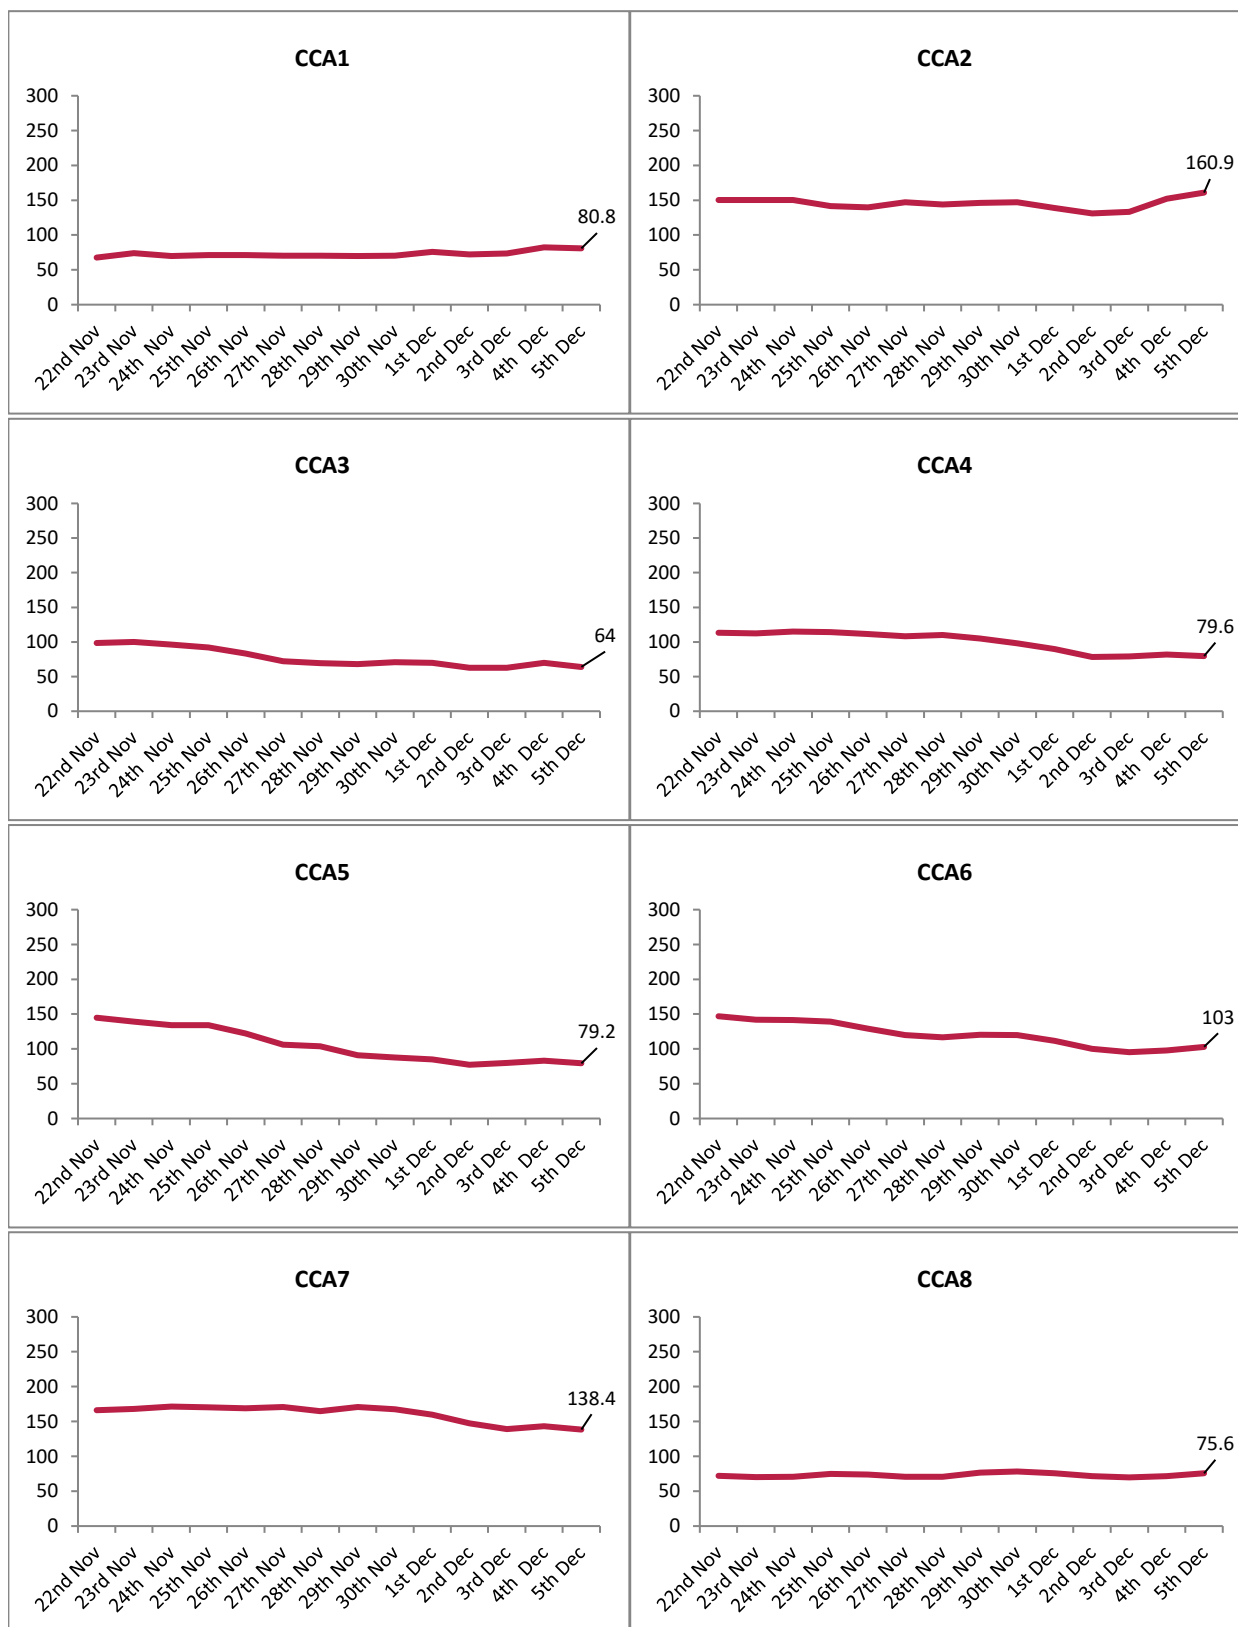 CCA1
300
250
200
150
100
50
0
80.8
22nd Nov
23rd Nov
24th  Nov
25th Nov
26th Nov
27th Nov
28th Nov
29th Nov
30th Nov
1st Dec
2nd Dec
3rd Dec
4th  Dec
5th Dec
CCA2
300
250
200
150
100
50
0
160.9
22nd Nov
23rd Nov
24th  Nov
25th Nov
26th Nov
27th Nov
28th Nov
29th Nov
30th Nov
1st Dec
2nd Dec
3rd Dec
4th  Dec
5th Dec
CCA3
300
250
200
150
100
50
0
64
22nd Nov
23rd Nov
24th  Nov
25th Nov
26th Nov
27th Nov
28th Nov
29th Nov
30th Nov
1st Dec
2nd Dec
3rd Dec
4th  Dec
5th Dec
CCA4
300
250
200
150
100
50
0
79.6
22nd Nov
23rd Nov
24th  Nov
25th Nov
26th Nov
27th Nov
28th Nov
29th Nov
30th Nov
1st Dec
2nd Dec
3rd Dec
4th  Dec
5th Dec
CCA5
300
250
200
150
100
50
0
79.2
22nd Nov
23rd Nov
24th  Nov
25th Nov
26th Nov
27th Nov
28th Nov
29th Nov
30th Nov
1st Dec
2nd Dec
3rd Dec
4th  Dec
5th Dec
CCA6
300
250
200
150
100
50
0
103
22nd Nov
23rd Nov
24th  Nov
25th Nov
26th Nov
27th Nov
28th Nov
29th Nov
30th Nov
1st Dec
2nd Dec
3rd Dec
4th  Dec
5th Dec
CCA7
300
250
200
150
100
50
0
138.4
22nd Nov
23rd Nov
24th  Nov
25th Nov
26th Nov
27th Nov
28th Nov
29th Nov
30th Nov
1st Dec
2nd Dec
3rd Dec
4th  Dec
5th Dec
CCA8
300
250
200
150
100
50
0
75.6
22nd Nov
23rd Nov
24th  Nov
25th Nov
26th Nov
27th Nov
28th Nov
29th Nov
30th Nov
1st Dec
2nd Dec
3rd Dec
4th  Dec
5th Dec